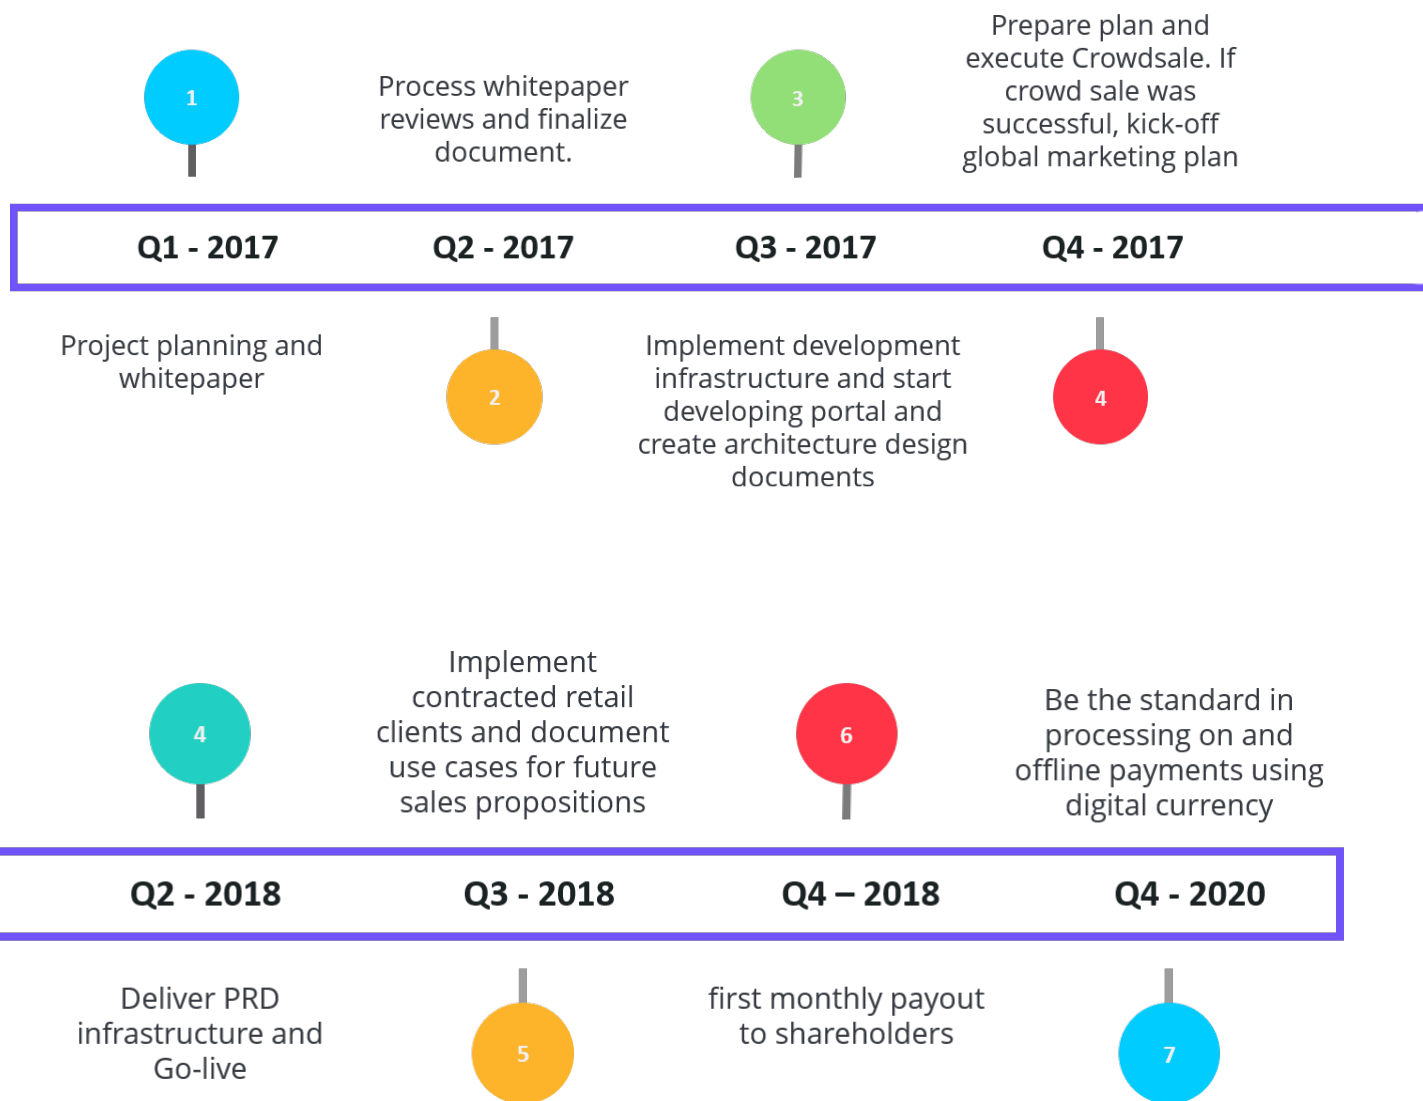 1
Process whitepaper
reviews and finalize
document.
3
Prepare plan and
execute Crowdsale. If
crowd sale was
successful, kick-off
global marketing plan
Q1 - 2017
Q2 - 2017
Q3 - 2017
Q4 - 2017
Project planning and
whitepaper
2
Implement development
infrastructure and start
developing portal and
create architecture design
documents
4
4
Implement
contracted retail
clients and document
use cases for future
sales propositions
6
Be the standard in
processing on and
offline payments using
digital currency
Q2 - 2018
Q3 - 2018
Q4 – 2018
Q4 - 2020
Deliver PRD
infrastructure and
Go-live
5
first monthly payout
to shareholders
7